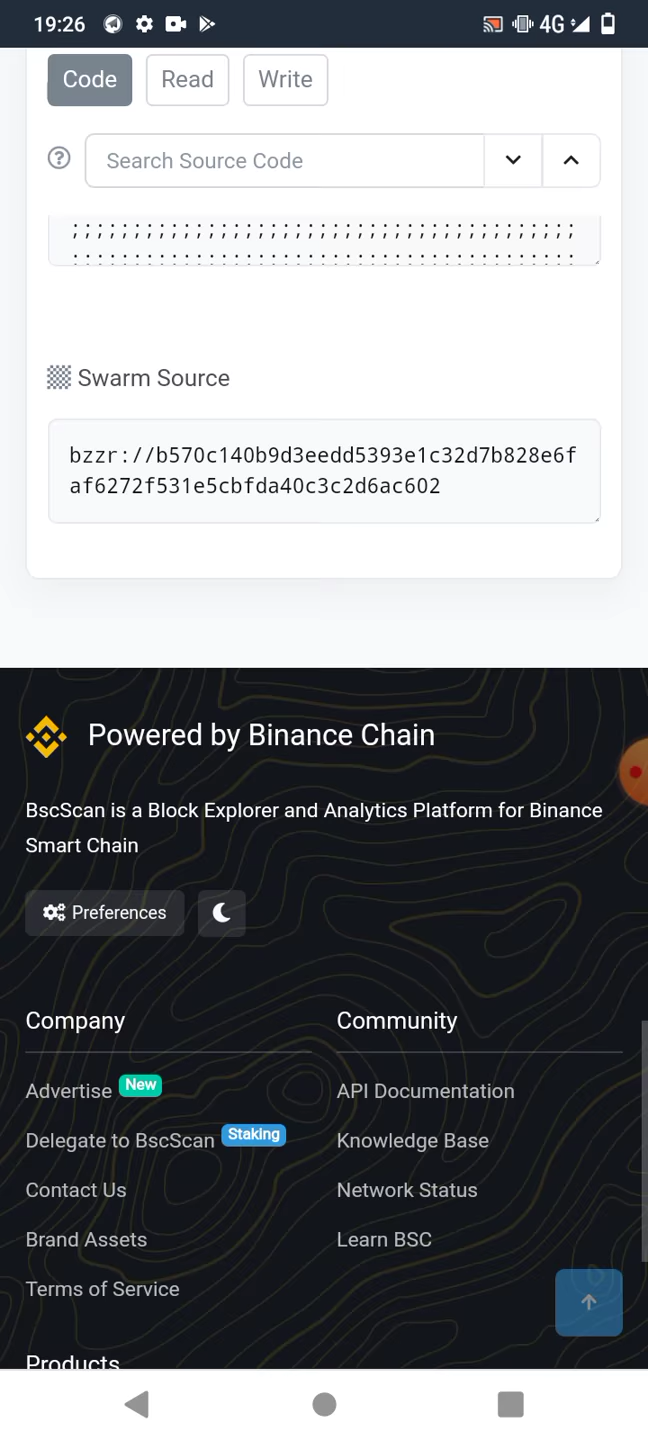 19:26
4G
Code Read Write
Search Source Code
;;;;;;;;;;;;;;;;;;;;;;;;;;;;;;;;;;;;;;;;;
Swarm Source
bzzr://b570c140b9d3eedd5393e1c32d7b828e6f
af6272f531e5cbfda40c3c2d6ac602
Powered by Binance Chain
BscScan is a Block Explorer and Analytics Platform for Binance
Smart Chain
Preferences
Company
Advertise New
Delegate to BscScan Staking
Contact Us
Brand Assets
Terms of Service
Community
API Documentation
Knowledge Base
Network Status
Learn BSC
Products